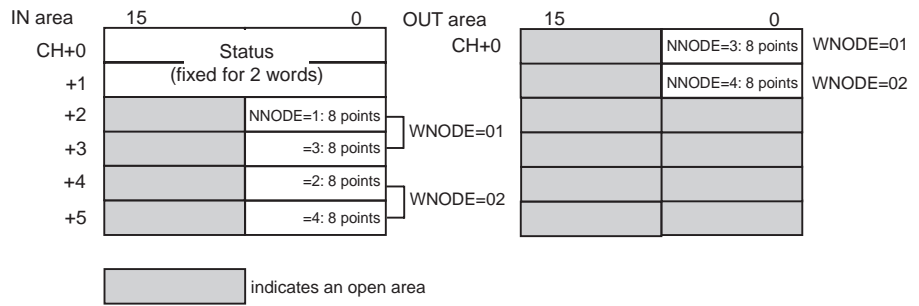 IN area 15 0 OUT area 15 0
CH+0 Status CH+0 NNODE=3: 8 points WNODE=01
+1 (fixed for 2 words) NNODE=4: 8 points WNODE=02
+2 NNODE=1: 8 points
WNODE=01
+3 =3: 8 points
+4 =2: 8 points
WNODE=02
+5 =4: 8 points
indicates an open area